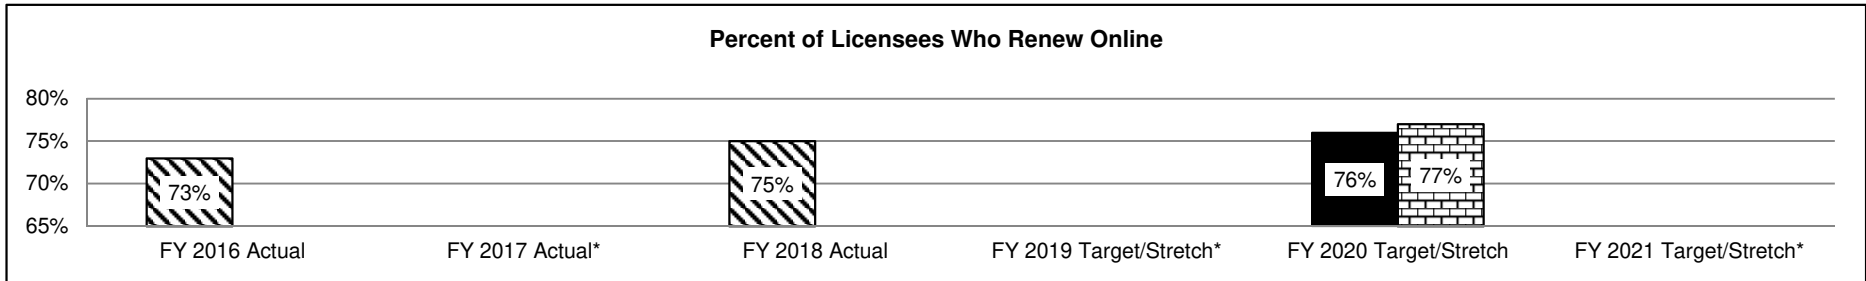 Percent of Licensees Who Renew Online
80%
75%
70%
65%
73%
75%
76%
77%
FY 2016 Actual
FY 2017 Actual*
FY 2018 Actual
FY 2019 Target/Stretch*
FY 2020 Target/Stretch
FY 2021 Target/Stretch*